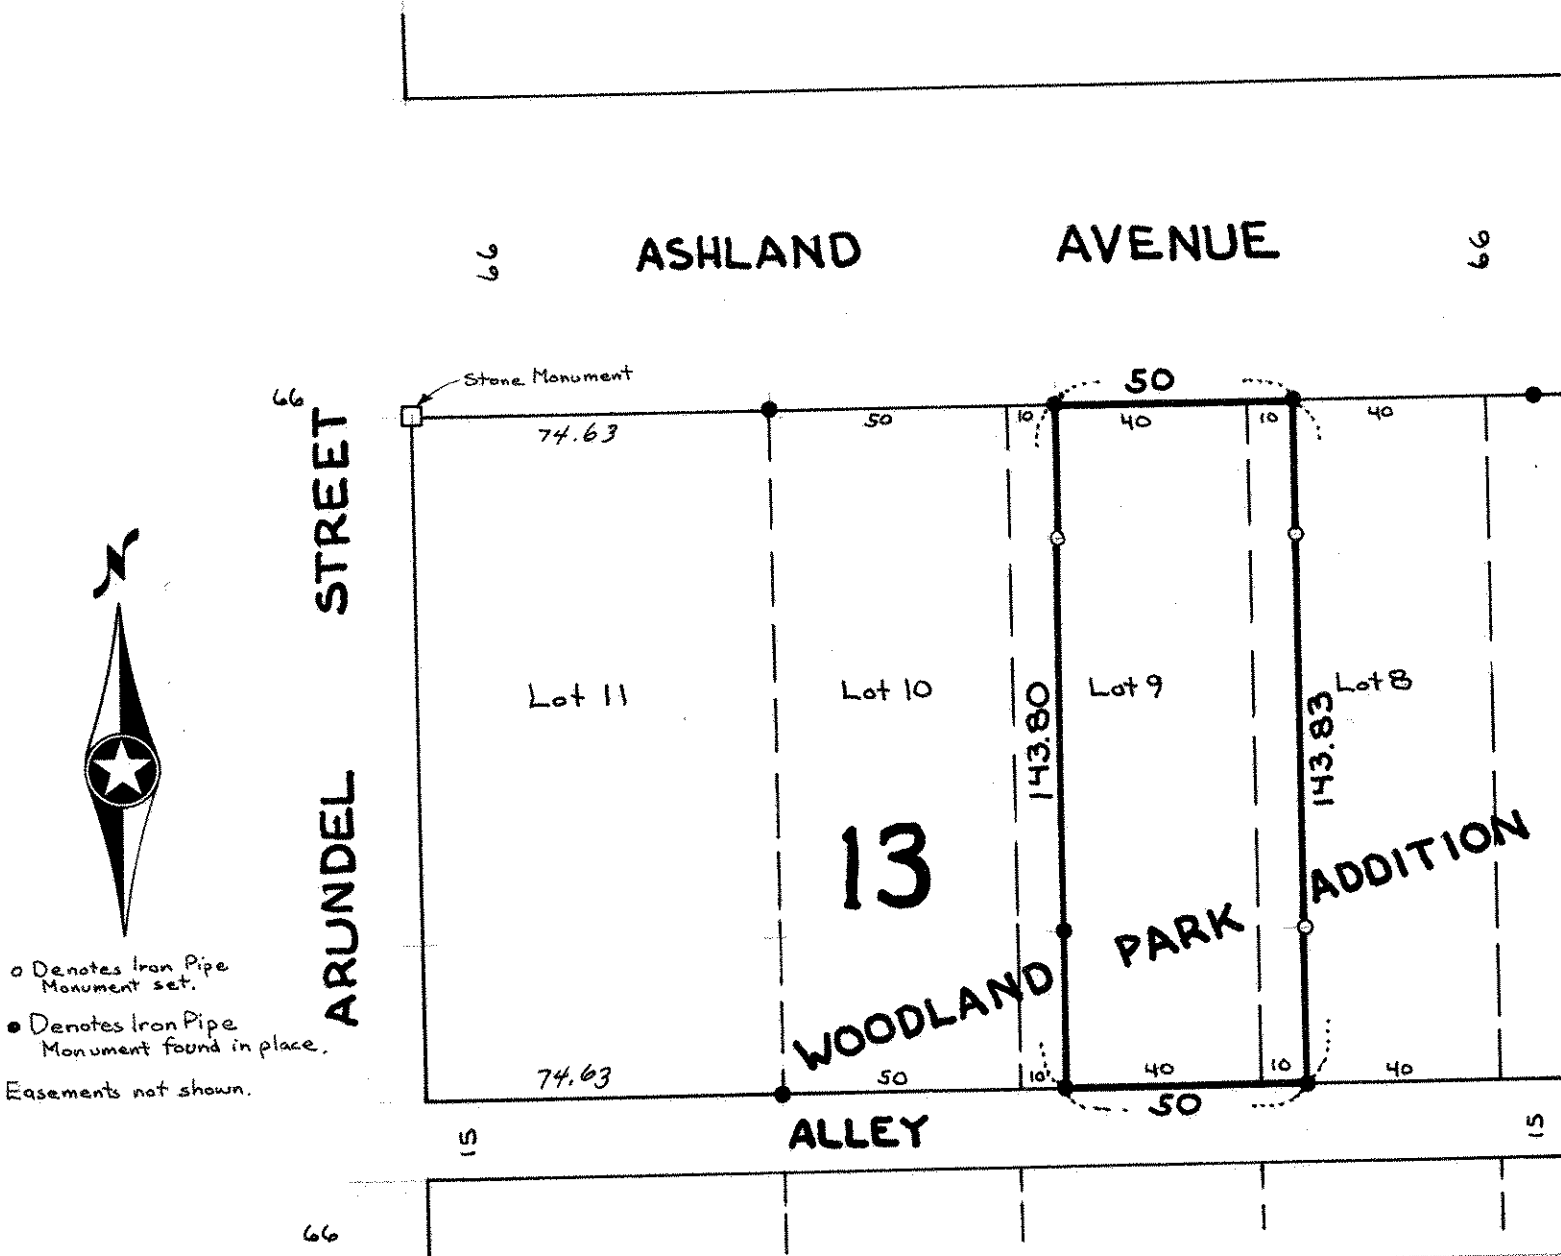 66
ASHLAND AVENUE
66
Stone Monument
66
STREET
ARUNDEL
50
74.63
50
10
40
10
40
N
Lot 11
Lot 10
Lot 9
Lot 8
143.80
143.83
13
WOODLAND PARK ADDITION
o Denotes Iron Pipe
Monument set.
● Denotes Iron Pipe
Monument found in place.
Easements not shown.
74.63
50
10
40
10
40
50
15
ALLEY
15
66